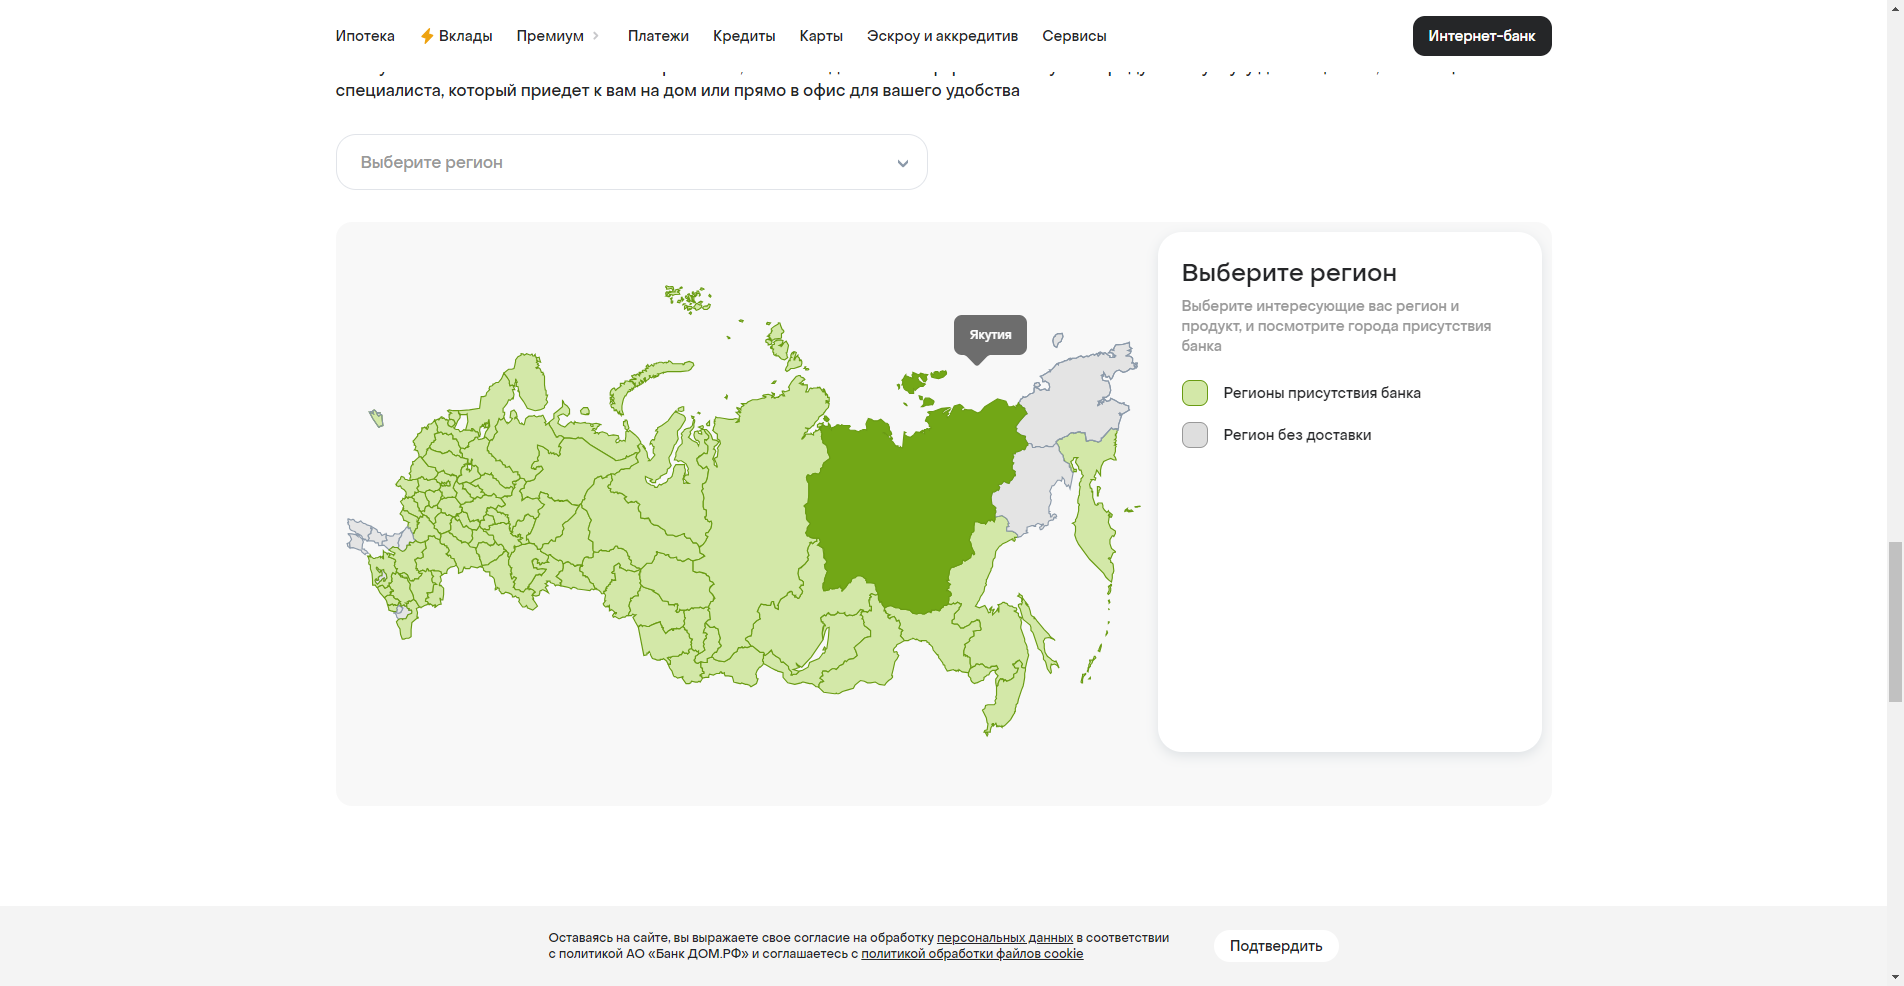 Ипотека
Вклады
Премиум
Платежи
Кредиты
Карты
Эскроу и аккредитив
Сервисы
Интернет-банк
специалиста, который приедет к вам на дом или прямо в офис для вашего удобства
Выберите регион
Якутия
Выберите регион
Выберите интересующие вас регион и
продукт, и посмотрите города присутствия
банка
Регионы присутствия банка
Регион без доставки
Оставаясь на сайте, вы выражаете свое согласие на обработку персональных данных в соответствии
с политикой АО «Банк ДОМ.РФ» и соглашаетесь с политикой обработки файлов cookie
Подтвердить